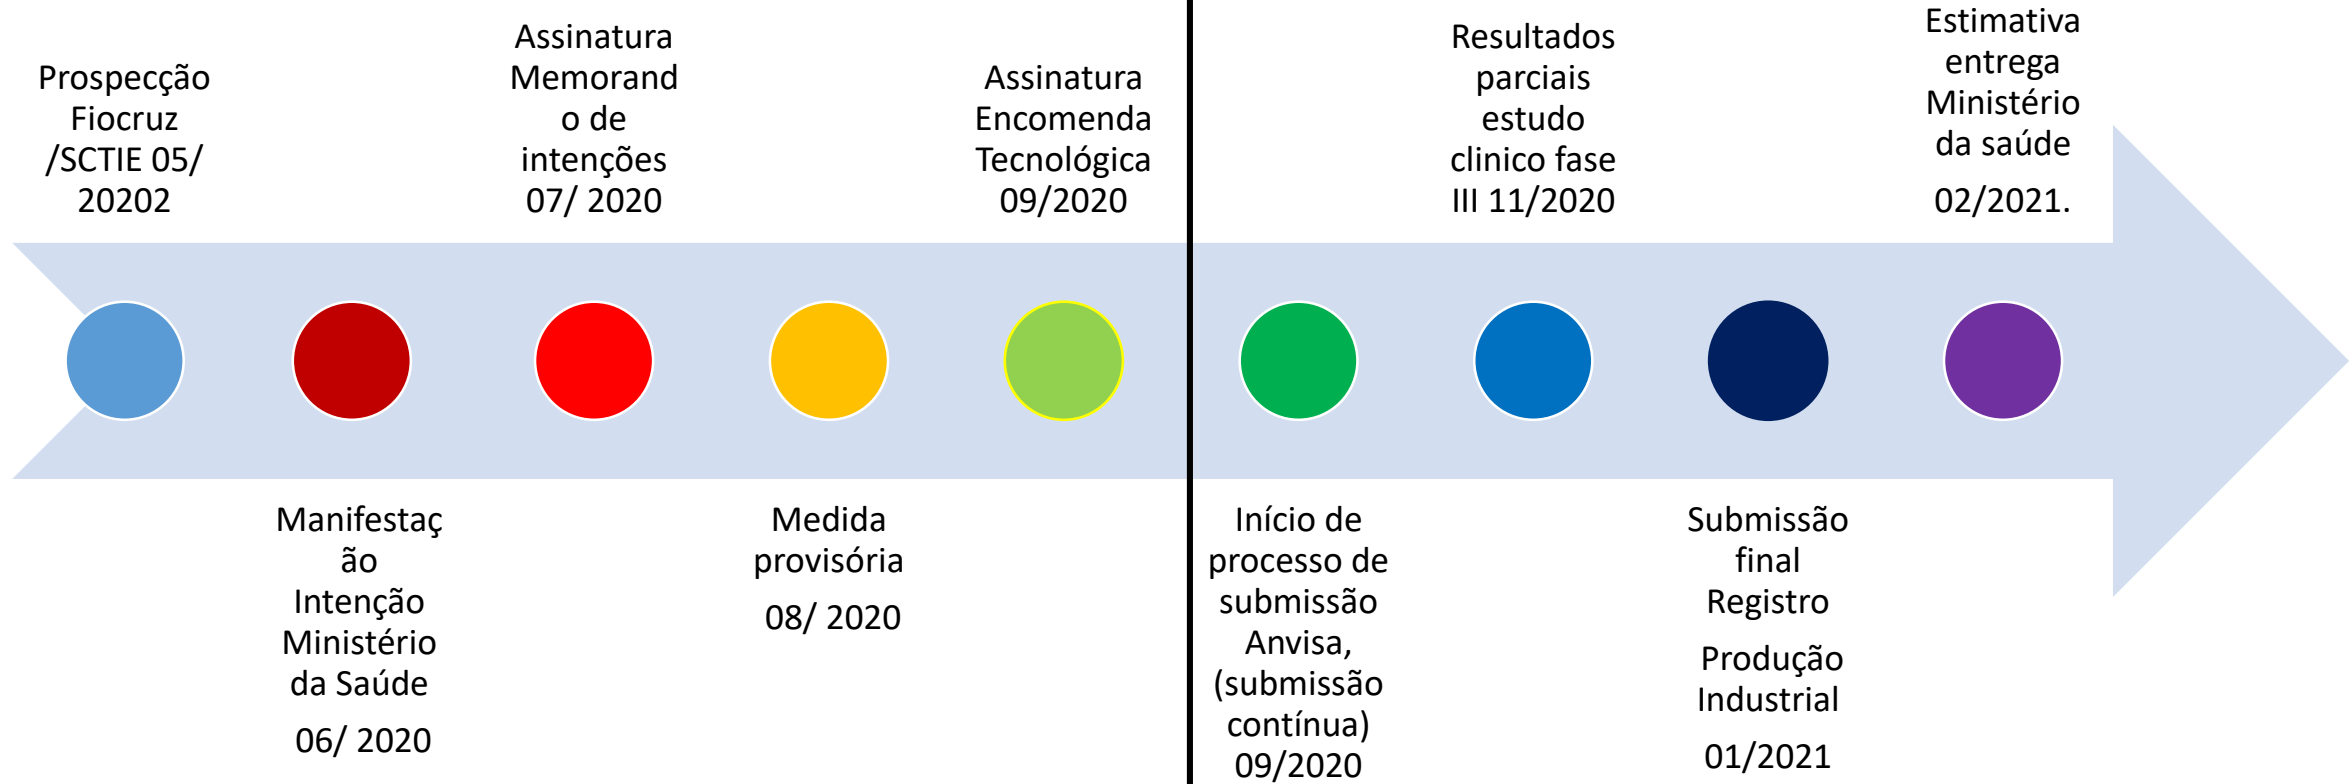 Prospecção
Fiocruz
/SCTIE 05/
20202
Manifestaç
ão
Intenção
Ministério
da Saúde
06/ 2020
Assinatura
Memorand
o de
intenções
07/ 2020
Medida
provisória
08/ 2020
Assinatura
Encomenda
Tecnológica
09/2020
Início de
processo de
submissão
Anvisa,
(submissão
contínua)
09/2020
Resultados
parciais
estudo
clinico fase
III 11/2020
Submissão
final
Registro
Produção
Industrial
01/2021
Estimativa
entrega
Ministério
da saúde
02/2021.